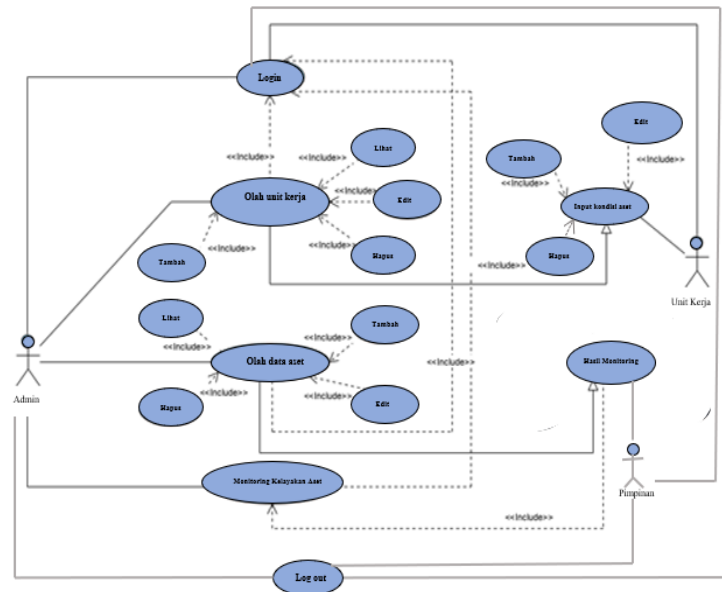 Login
Edit
<<Include>>
Lihat
Tambah
<<Include>>
<<Include>>
<<Include>>
<<Include>>
Olah unit kerja
<<Include>>
Edit
Input kondisi aset
<<Include>>
<<Include>>
Hapus
Hapus
<<Include>>
Tambah
Unit Kerja
Lihat
Tambah
<<Include>>
<<Include>>
Olah data aset
Hasil Monitoring
<<Include>>
Admin
Hapus
<<Include>>
<<Include>>
Edit
Monitoring Kelayakan Aset
Pimpinan
<<Include>>
Log out